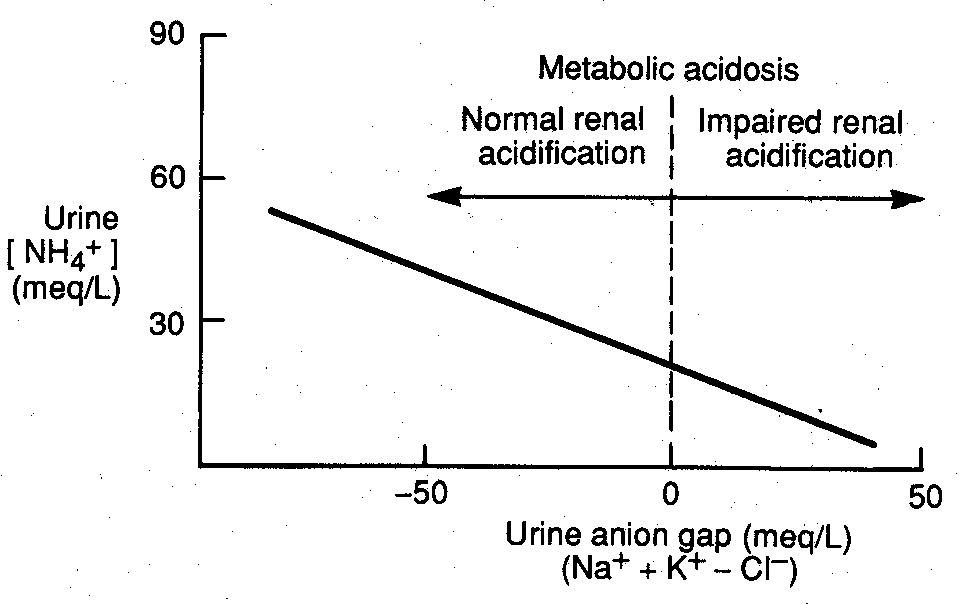 90
60
30
Urine
[ NH₄⁺ ]
(meq/L)
Metabolic acidosis
Normal renal
acidification
Impaired renal
acidification
–50
0
50
Urine anion gap (meq/L)
(Na⁺ + K⁺ – Cl⁻)